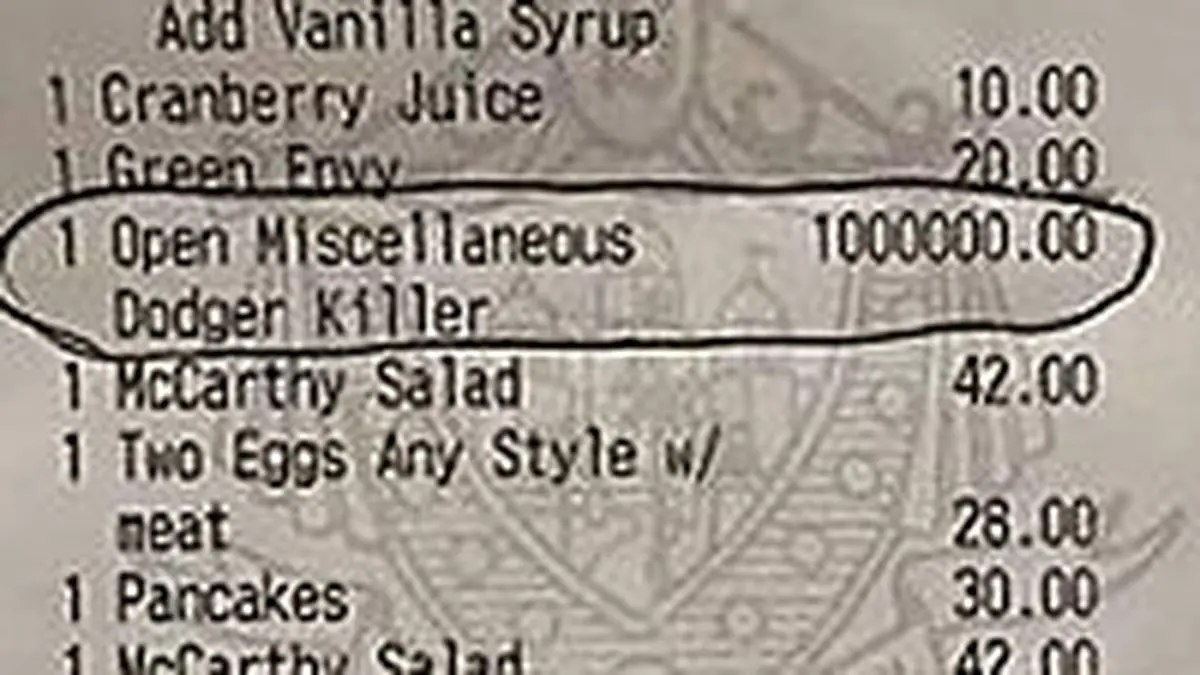 Add Vanilla Syrup
1 Cranberry Juice 10.00
1 Green Envy 20.00
1 Open Miscellaneous 1000000.00
Dodger Killer
1 McCarthy Salad 42.00
1 Two Eggs Any Style w/
meat 28.00
1 Pancakes 30.00
1 McCarthy Salad 42.00